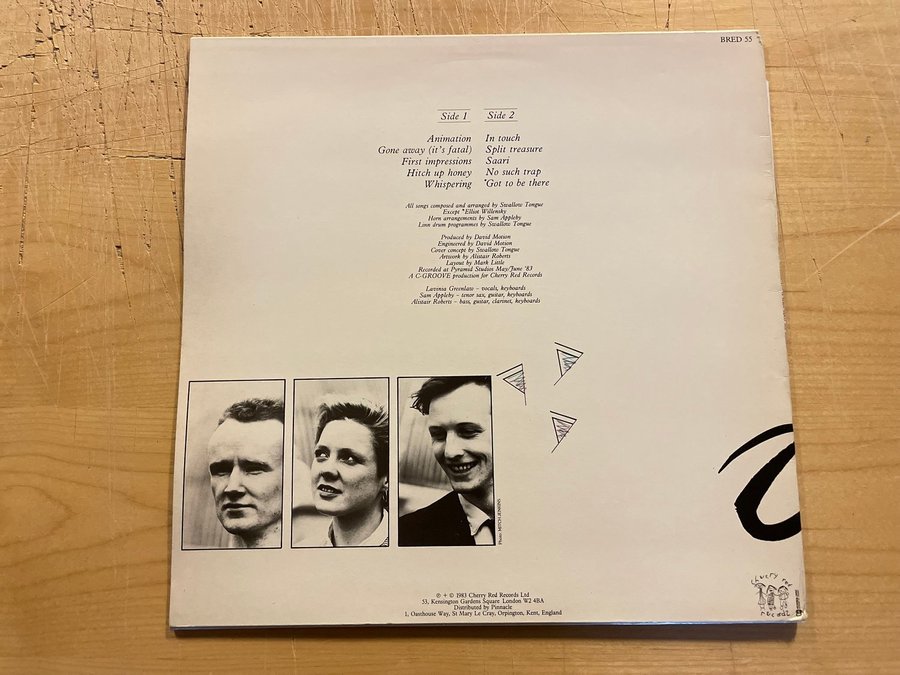 BRED 55
Side 1
Animation
Gone away (it's fatal)
First impressions
Hitch up honey
Whispering
Side 2
In touch
Split treasure
Saari
No such trap
*Got to be there
All songs composed and arranged by Swallow Tongue
Except *Elliot Willensky
Horn arrangements by Sam Appleby
Linn drum programmes by Swallow Tongue
Produced by David Motion
Engineered by David Motion
Cover concept by Swallow Tongue
Artwork by Alistair Roberts
Layout by Mark Little
Recorded at Pyramid Studios May/June '83
A C-GROOVE production for Cherry Red Records
Lavinia Greenlaw – vocals, keyboards
Sam Appleby – tenor sax, guitar, keyboards
Alistair Roberts – bass, guitar, clarinet, keyboards
Photo MITCH JENKINS
℗ + © 1983 Cherry Red Records Ltd
53, Kensington Gardens Square London W2 4BA
Distributed by Pinnacle
1, Oasthouse Way, St Mary Le Cray, Orpington, Kent, England
cherry red
records